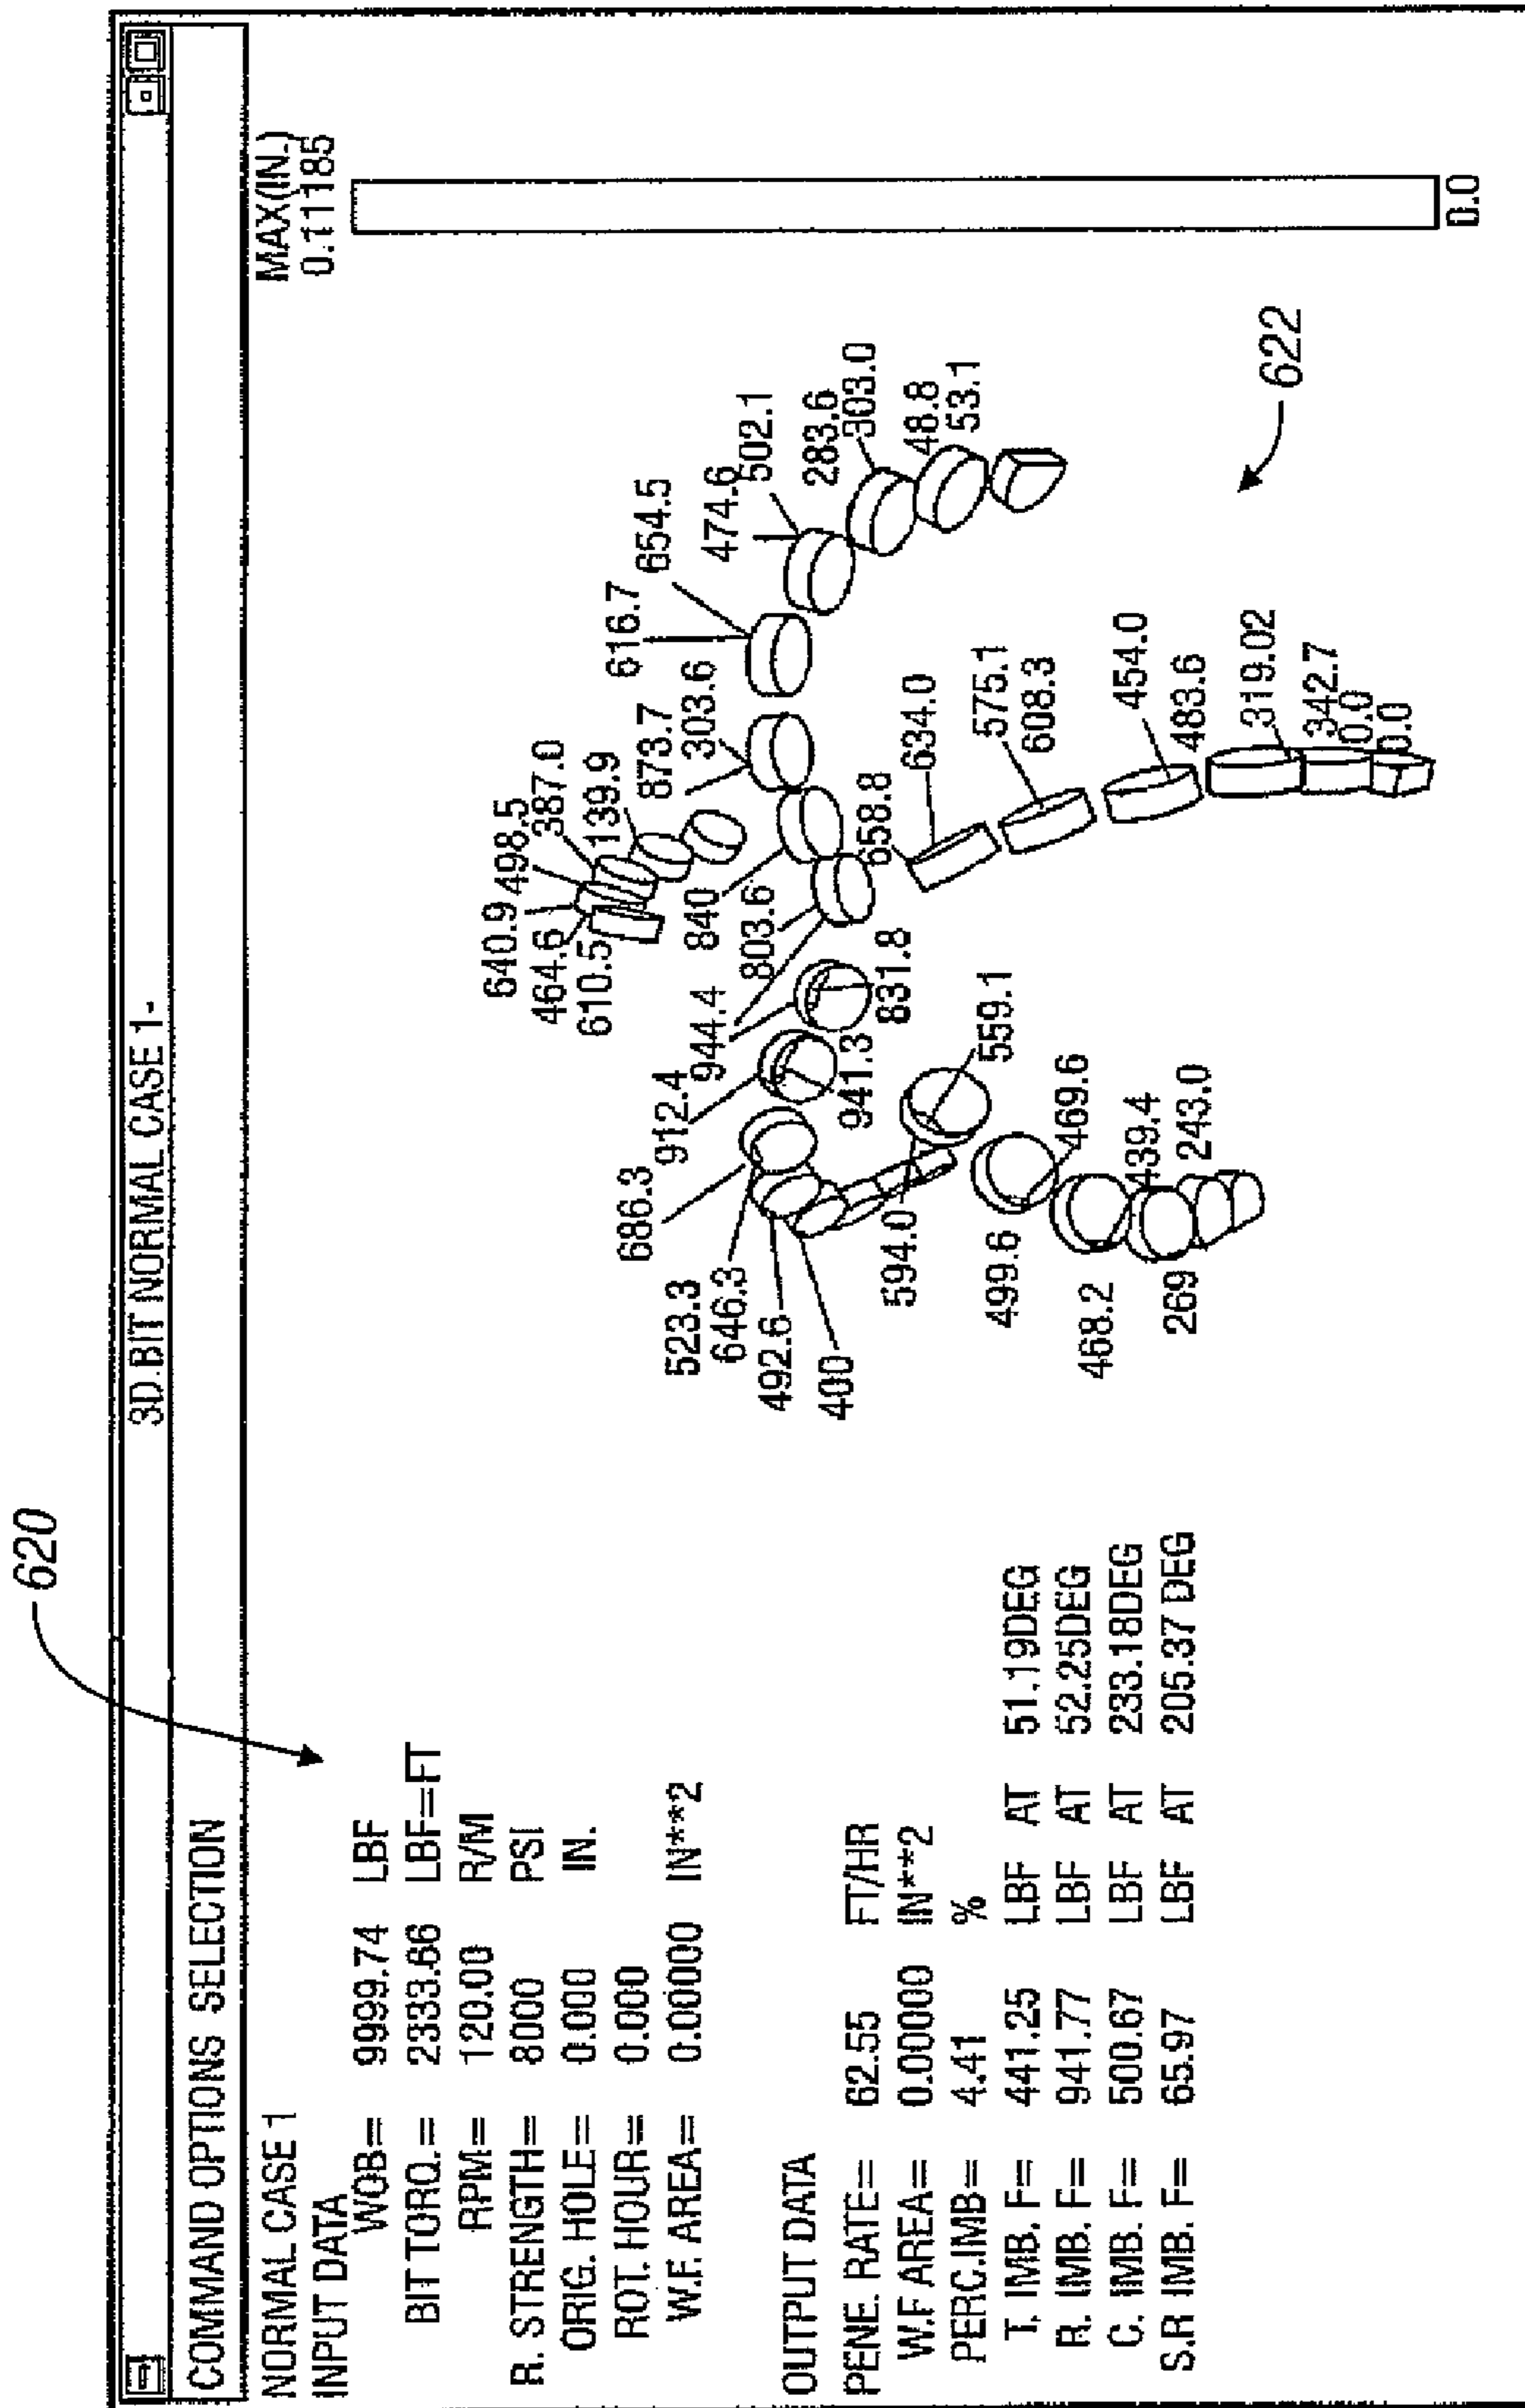 620
3D.BIT NORMAL CASE 1-
COMMAND OPTIONS SELECTION
NORMAL CASE 1
INPUT DATA
WOB= 9999.74 LBF
BIT TORQ.= 2333.66 LBF=FT
RPM= 120.00 R/M
R. STRENGTH= 8000 PSI
ORIG. HOLE= 0.000 IN.
ROT. HOUR= 0.000
W.F. AREA= 0.00000 IN**2
OUTPUT DATA
PENE. RATE= 62.55 FT/HR
W.F AREA= 0.00000 IN**2
PERC.IMB= 4.41 %
T. IMB. F= 441.25 LBF AT 51.19DEG
R. IMB. F= 941.77 LBF AT 52.25DEG
C. IMB. F= 500.67 LBF AT 233.18DEG
S.R IMB. F= 65.97 LBF AT 205.37 DEG
MAX(IN.)
0.11185
0.0
640.9
498.5
464.6
387.0
610.5
139.9
873.7
303.6
616.7
654.5
474.6
502.1
283.6
303.0
48.8
53.1
840
803.6
944.4
831.8
912.4
941.3
686.3
523.3
646.3
492.6
400
594.0
559.1
499.6
469.6
468.2
439.4
269
243.0
658.8
634.0
575.1
608.3
454.0
483.6
319.02
342.7
0.0
0.0
622